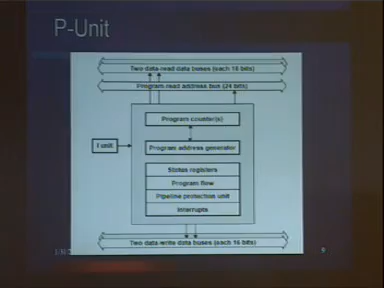 P-Unit
Two data-read data buses (each 16 bits)
Program-read address bus (24 bits)
Program counter(s)
I unit
Program address generator
Status registers
Program flow
Pipeline protection unit
Interrupts
Two data-write data buses (each 16 bits)